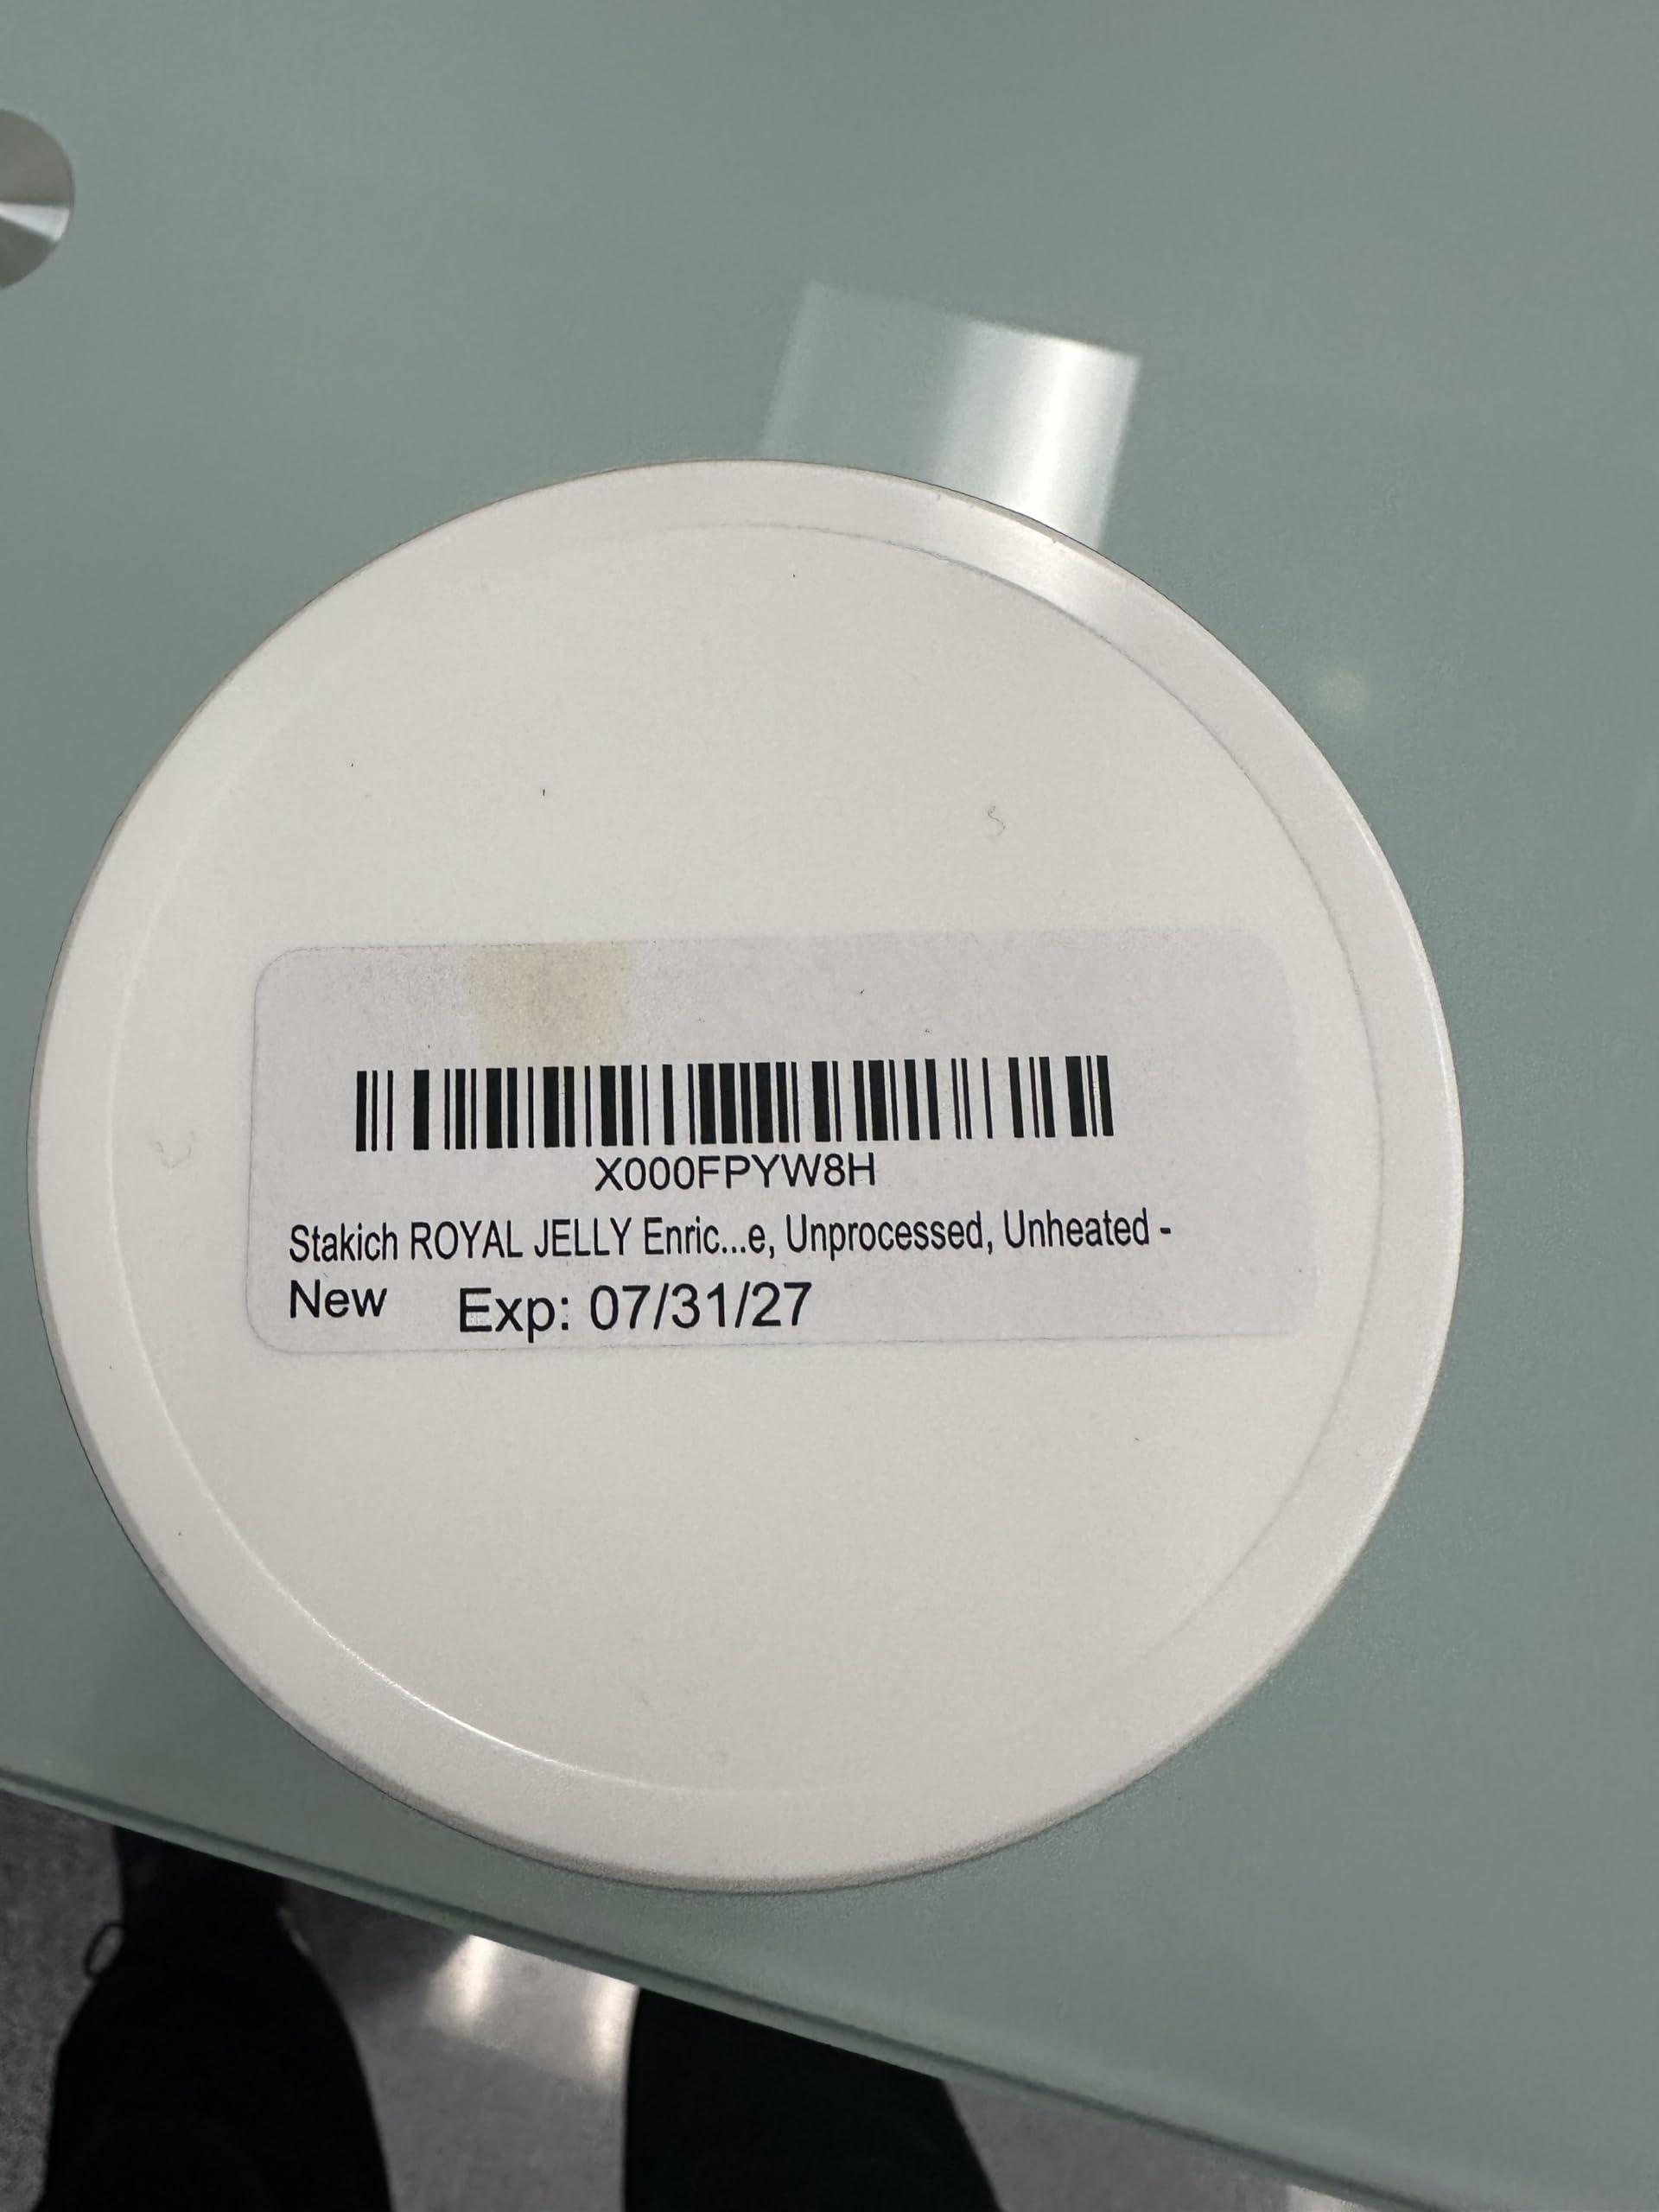 X000FPYW8H
Stakich ROYAL JELLY Enric...e, Unprocessed, Unheated -
New Exp: 07/31/27